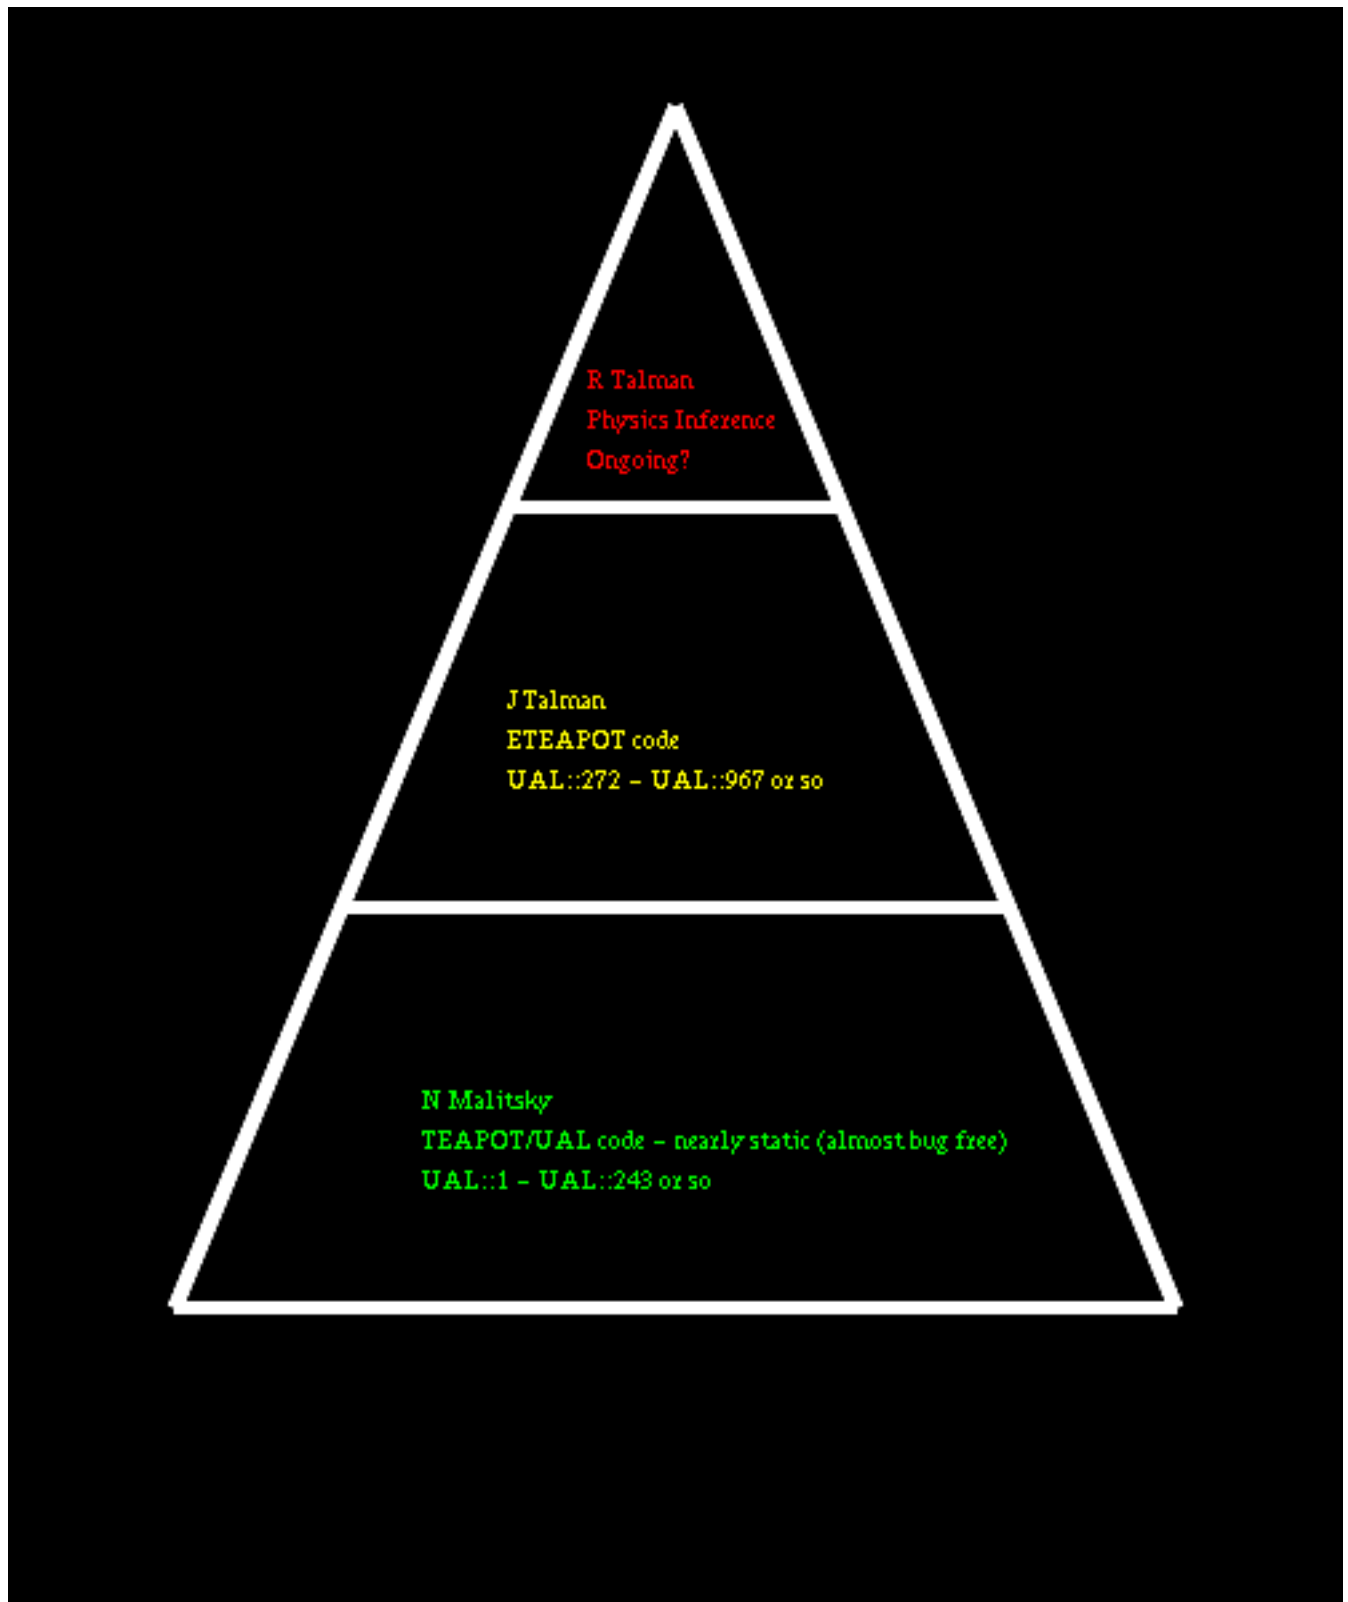 R Talman
Physics Inference
Ongoing?
J Talman
ETEAPOT code
UAL::272 – UAL::967 or so
N Malitsky
TEAPOT/UAL code – nearly static (almost bug free)
UAL::1 – UAL::243 or so